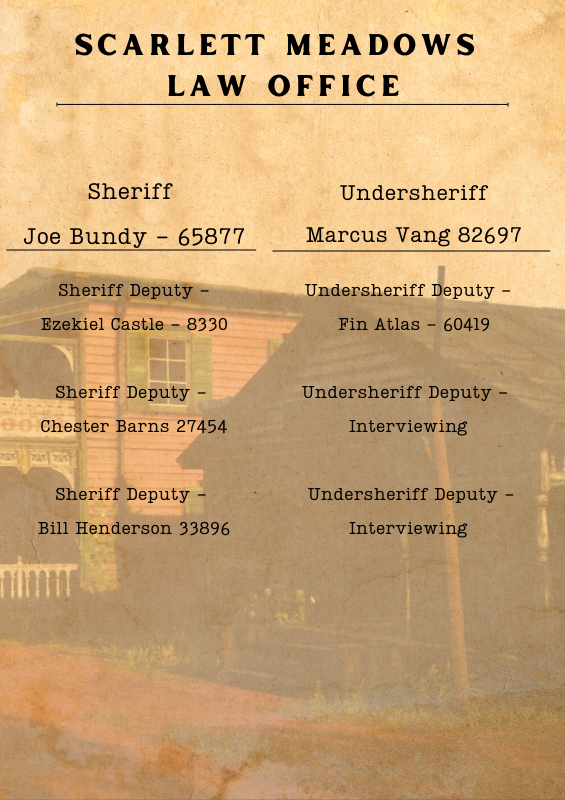 SCARLETT MEADOWS
LAW OFFICE
Sheriff
Joe Bundy – 65877
Sheriff Deputy –
Ezekiel Castle – 8330
Sheriff Deputy –
Chester Barns 27454
Sheriff Deputy –
Bill Henderson 33896
Undersheriff
Marcus Vang 82697
Undersheriff Deputy –
Fin Atlas – 60419
Undersheriff Deputy –
Interviewing
Undersheriff Deputy –
Interviewing